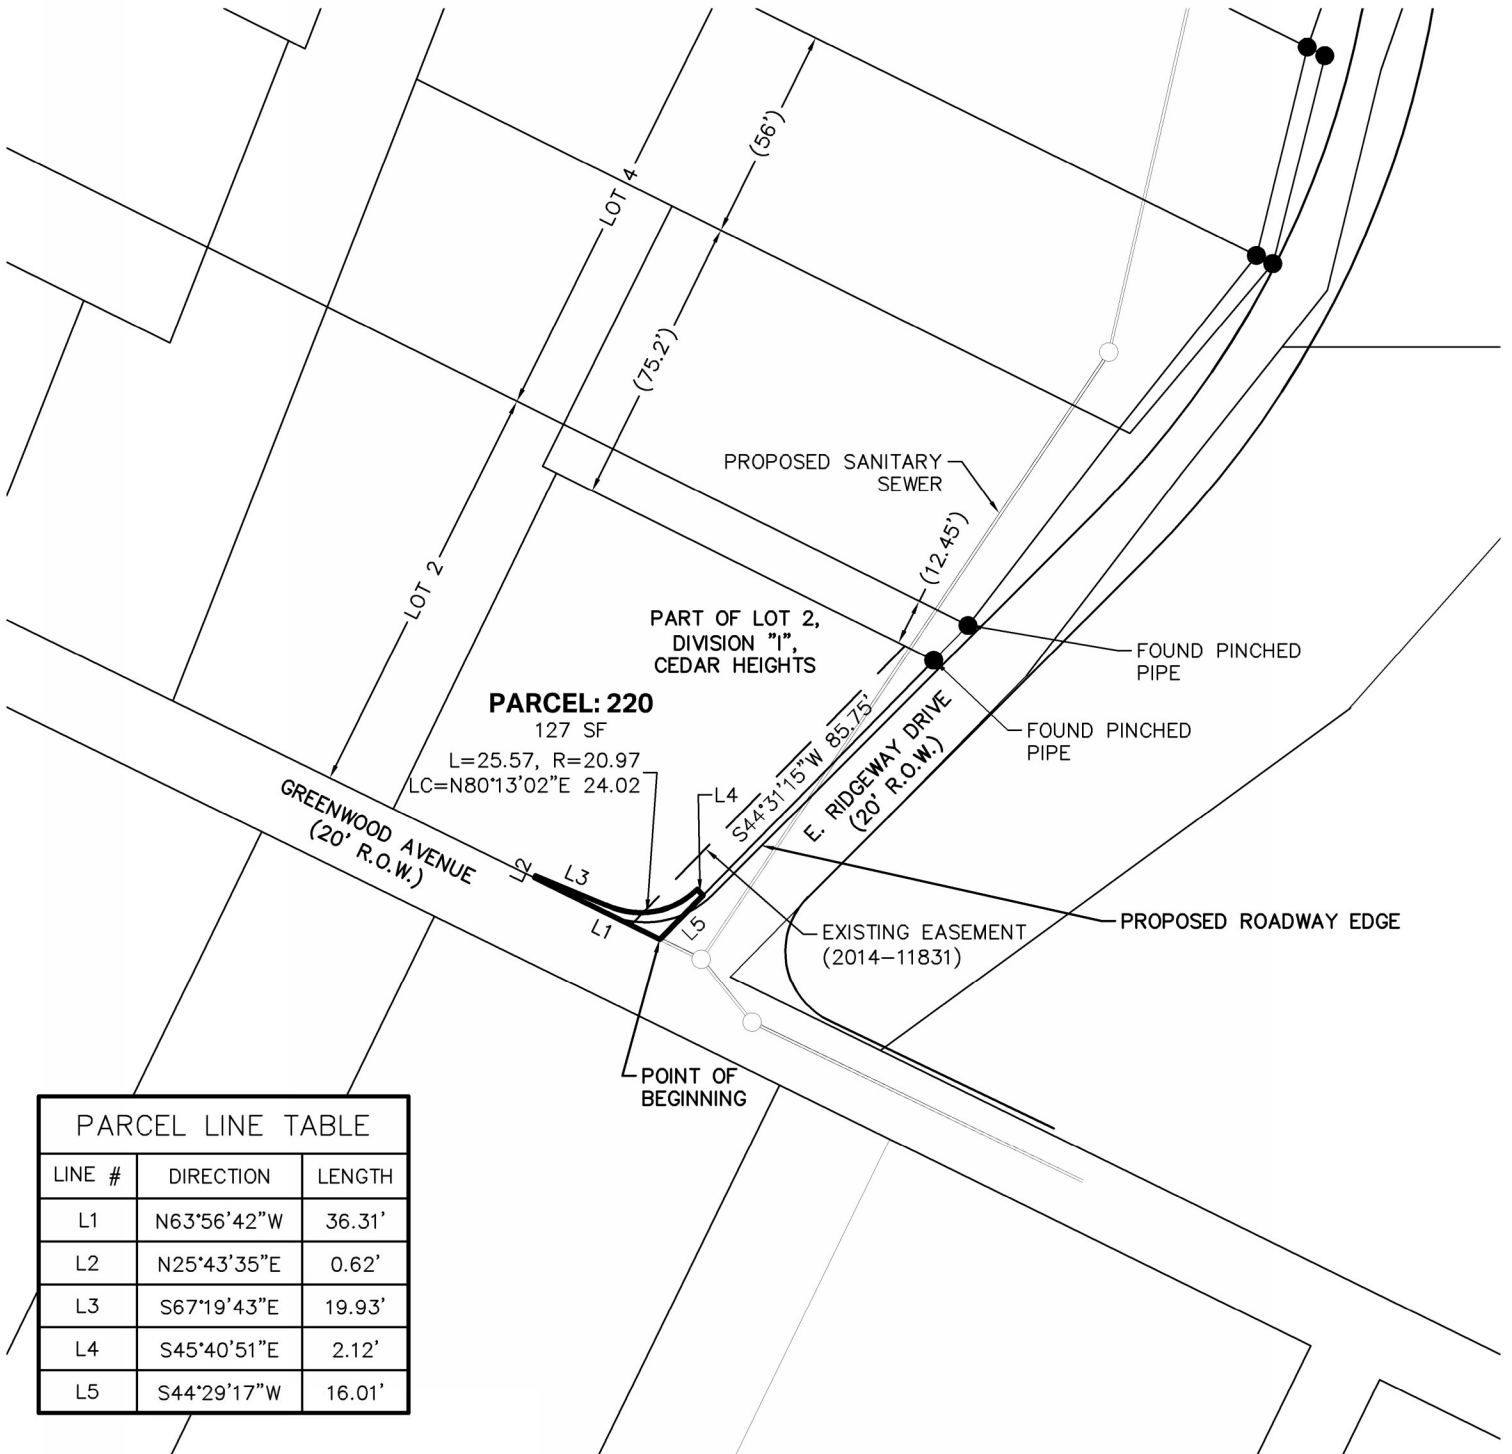 (56')
LOT 4
(75.2')
PROPOSED SANITARY
SEWER
(12.45')
LOT 2
PART OF LOT 2,
DIVISION "I",
CEDAR HEIGHTS
FOUND PINCHED
PIPE
PARCEL: 220
127 SF
L=25.57, R=20.97
LC=N80°13'02"E 24.02
FOUND PINCHED
PIPE
S44°31'15"W 85.75'
E. RIDGEWAY DRIVE
(20' R.O.W.)
L4
GREENWOOD AVENUE
(20' R.O.W.)
L2
L3
L1
L5
EXISTING EASEMENT
(2014-11831)
PROPOSED ROADWAY EDGE
POINT OF
BEGINNING
PARCEL LINE TABLE
LINE # DIRECTION LENGTH
L1 N63°56'42"W 36.31'
L2 N25°43'35"E 0.62'
L3 S67°19'43"E 19.93'
L4 S45°40'51"E 2.12'
L5 S44°29'17"W 16.01'